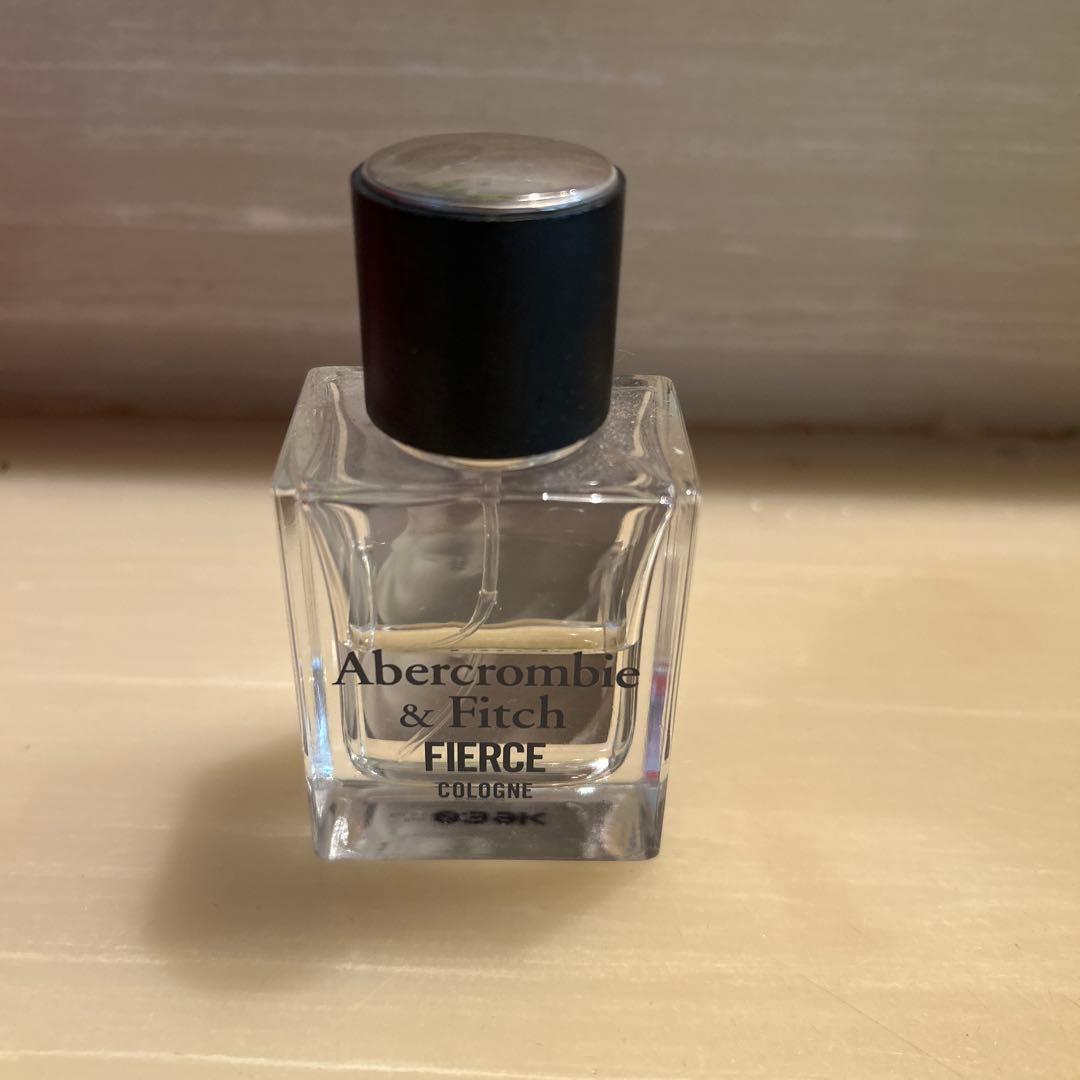 Abercrombie
& Fitch
FIERCE
COLOGNE